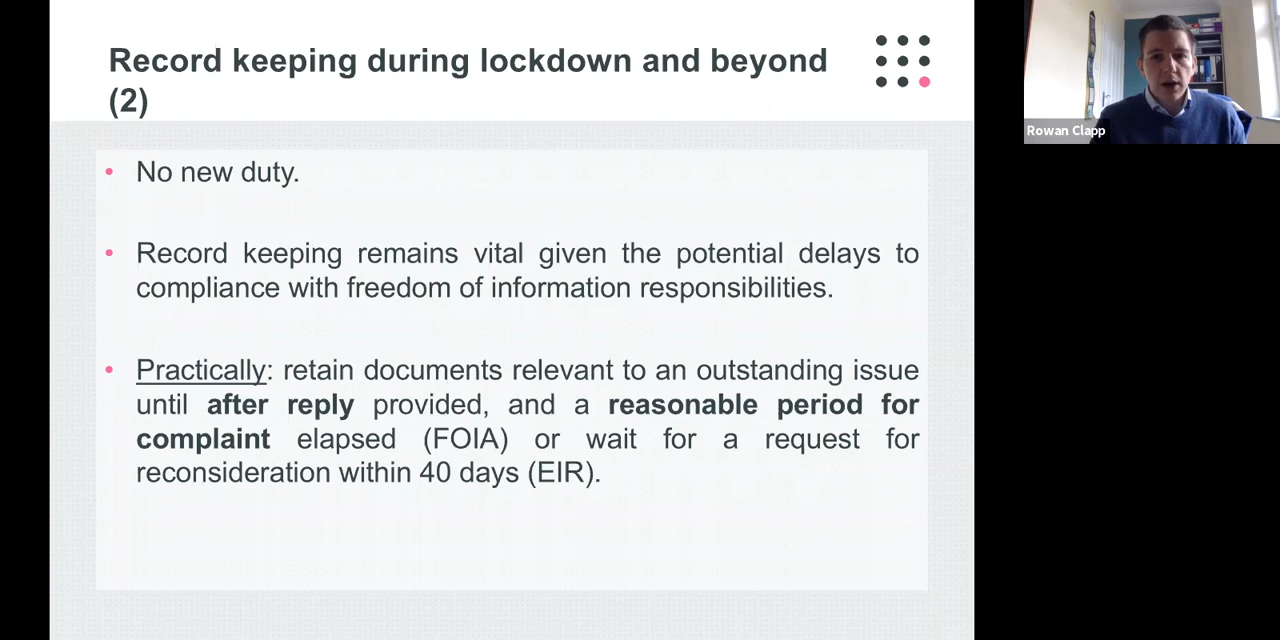 Record keeping during lockdown and beyond
(2)
• No new duty.
• Record keeping remains vital given the potential delays to
compliance with freedom of information responsibilities.
• Practically: retain documents relevant to an outstanding issue
until after reply provided, and a reasonable period for
complaint elapsed (FOIA) or wait for a request for
reconsideration within 40 days (EIR).
Rowan Clapp